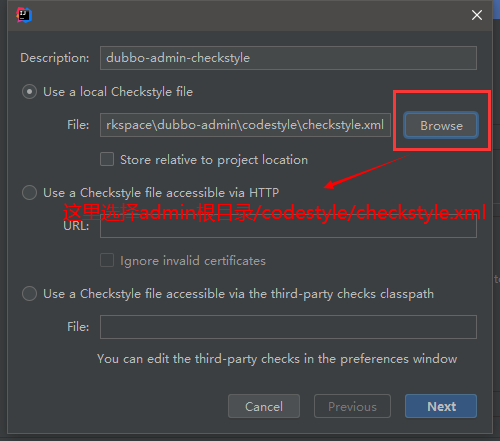 Description:
dubbo-admin-checkstyle
Use a local Checkstyle file
File:
rkspace\dubbo-admin\codestyle\checkstyle.xml
Browse
Store relative to project location
Use a Checkstyle file accessible via HTTP
这里选择admin根目录/codestyle/checkstyle.xml
URL:
Ignore invalid certificates
Use a Checkstyle file accessible via the third-party checks classpath
File:
You can edit the third-party checks in the preferences window
Cancel
Previous
Next